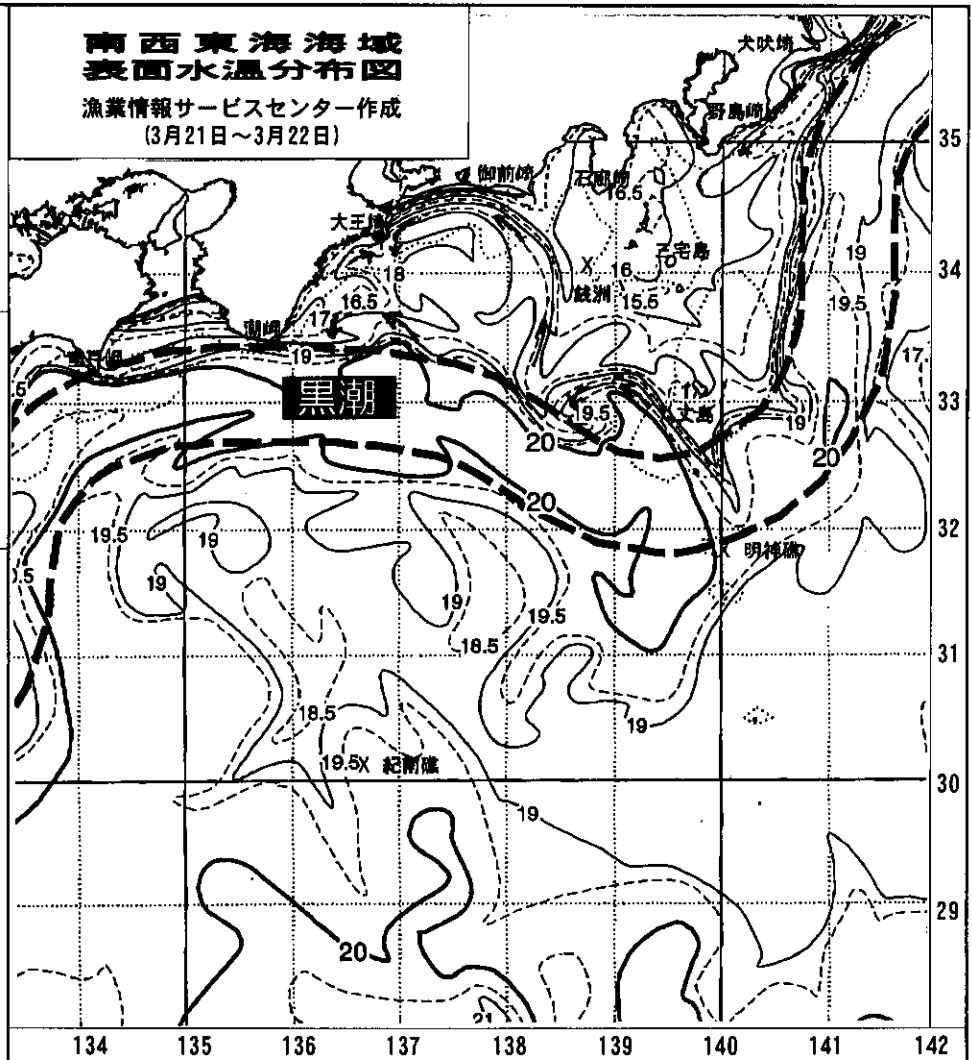 南西東海海域
表面水温分布図
漁業情報サービスセンター作成
(3月21日～3月22日)
犬吠埼
野島崎
35
御前崎
石廊崎
16.5
大王埼
三宅島
34
18
16
銭洲
19
19.5
16.5
15.5
17
潮岬
室戸岬
19
17
黒潮
19.5
八丈島
33
19
20
20
20
19.5
19
32
明神礁
19
19
19.5
18.5
31
18.5
19
19.5
紀南礁
30
19
29
20
21
134
135
136
137
138
139
140
141
142